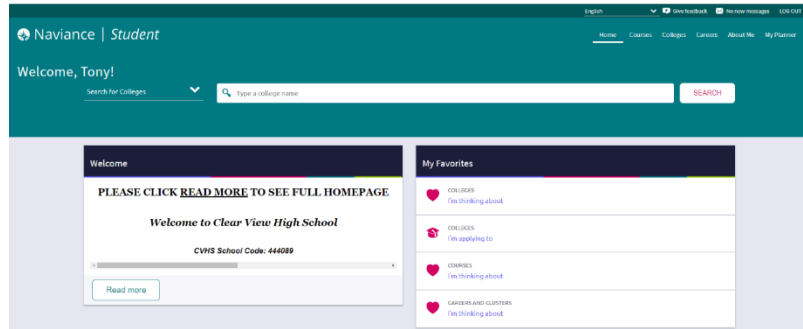 English Give feedback No new messages LOG OUT
Naviance | Student
Home Courses Colleges Careers About Me My Planner
Welcome, Tony!
Search for Colleges Type a college name SEARCH
Welcome
PLEASE CLICK READ MORE TO SEE FULL HOMEPAGE
Welcome to Clear View High School
CVHS School Code: 444089
Read more
My Favorites
COLLEGES
I'm thinking about
COLLEGES
I'm applying to
COURSES
I'm thinking about
CAREERS AND CLUSTERS
I'm thinking about